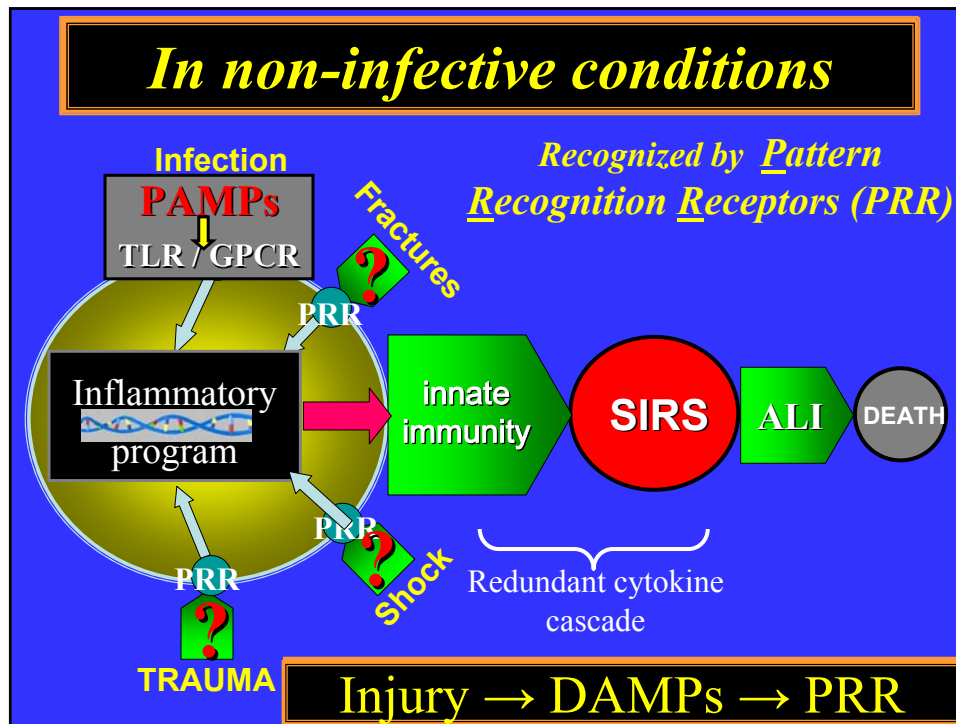 In non-infective conditions
Infection
PAMPs
TLR / GPCR
Recognized by Pattern
Recognition Receptors (PRR)
Fractures
?
PRR
Inflammatory
program
innate
immunity
SIRS
ALI
DEATH
PRR
?
Shock
PRR
?
TRAUMA
Redundant cytokine
cascade
Injury → DAMPs → PRR